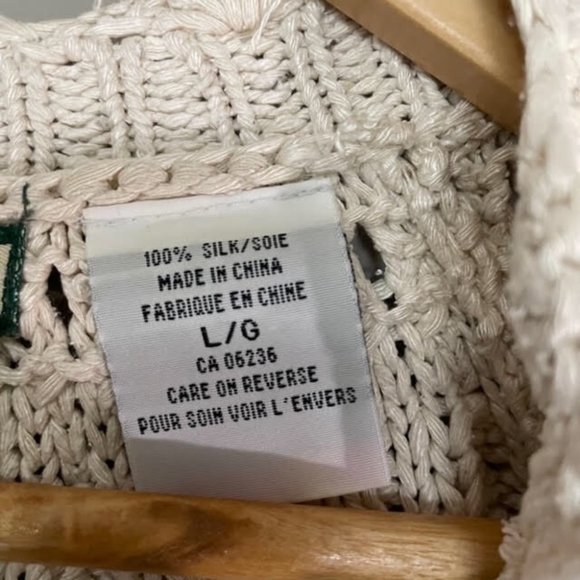 100% SILK/SOIE
MADE IN CHINA
FABRIQUE EN CHINE
L/G
CA 06236
CARE ON REVERSE
POUR SOIN VOIR L'ENVERS